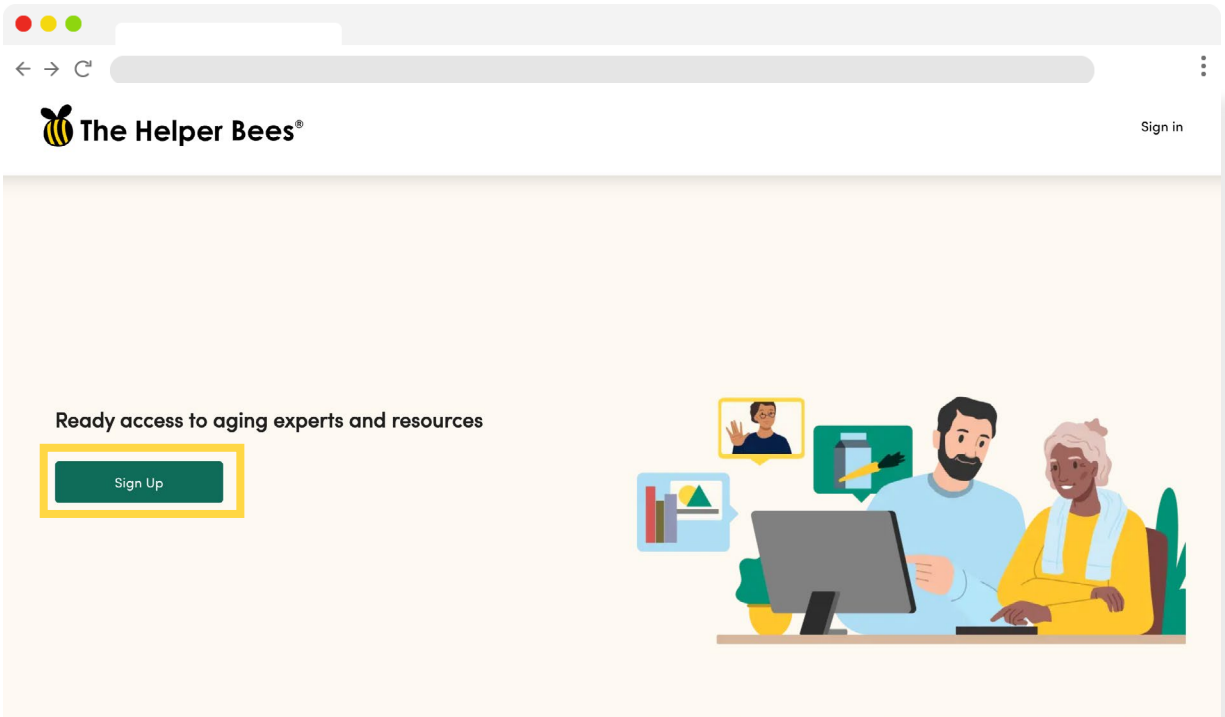 The Helper Bees®
Sign in
Ready access to aging experts and resources
Sign Up